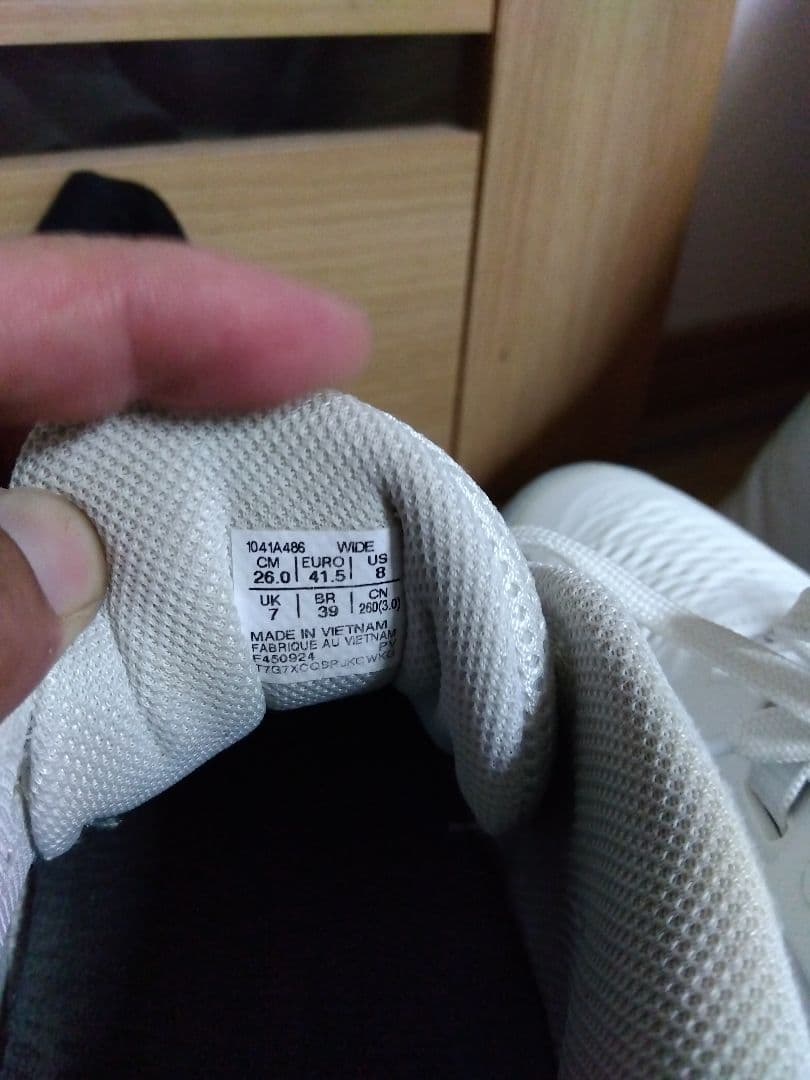 1041A486 WIDE
CM EURO US
26.0 41.5 8
UK BR CN
7 39 260(3.0)
MADE IN VIETNAM
FABRIQUE AU VIETNAM
F450924 PY